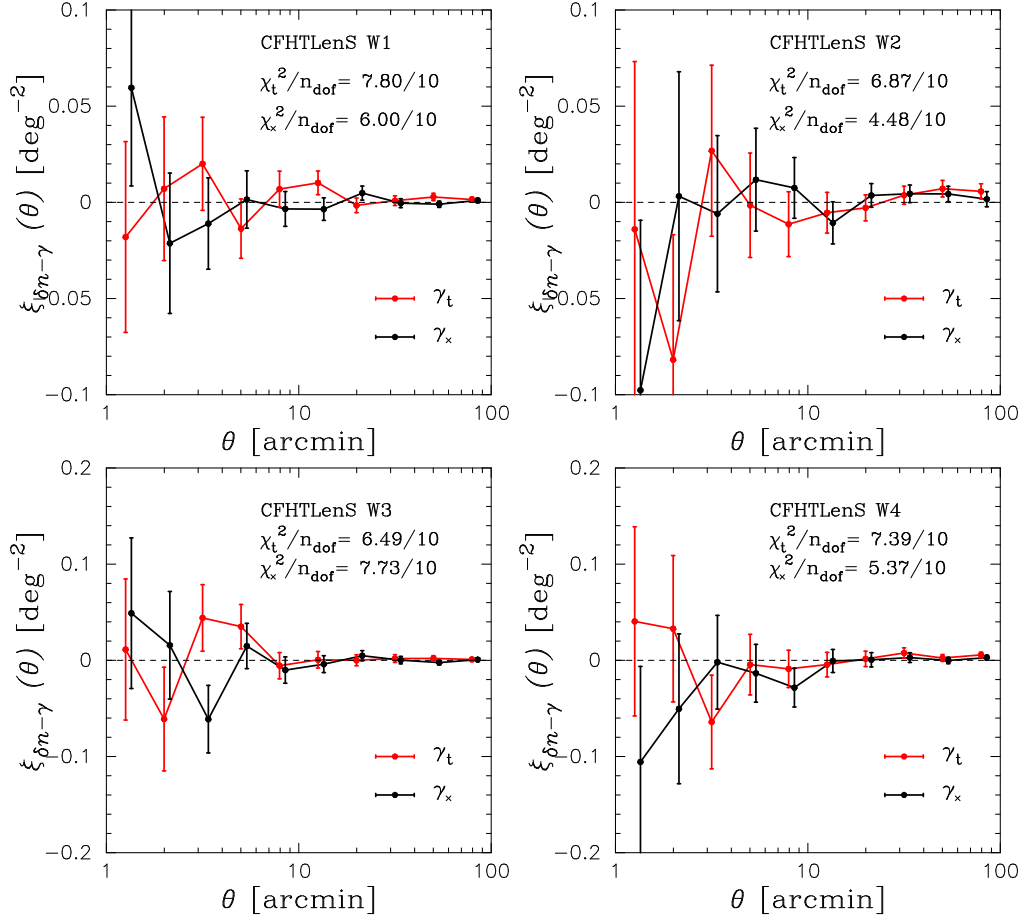 0.1
0.05
0
−0.05
−0.1
ξδn−γ (θ) [deg−2]
CFHTLenS W1
χt2/ndof= 7.80/10
χ×2/ndof= 6.00/10
γt
γ×
1
10
100
θ [arcmin]
0.1
0.05
0
−0.05
−0.1
ξδn−γ (θ) [deg−2]
CFHTLenS W2
χt2/ndof= 6.87/10
χ×2/ndof= 4.48/10
γt
γ×
1
10
100
θ [arcmin]
0.2
0.1
0
−0.1
−0.2
ξδn−γ (θ) [deg−2]
CFHTLenS W3
χt2/ndof= 6.49/10
χ×2/ndof= 7.73/10
γt
γ×
1
10
100
θ [arcmin]
0.2
0.1
0
−0.1
−0.2
ξδn−γ (θ) [deg−2]
CFHTLenS W4
χt2/ndof= 7.39/10
χ×2/ndof= 5.37/10
γt
γ×
1
10
100
θ [arcmin]